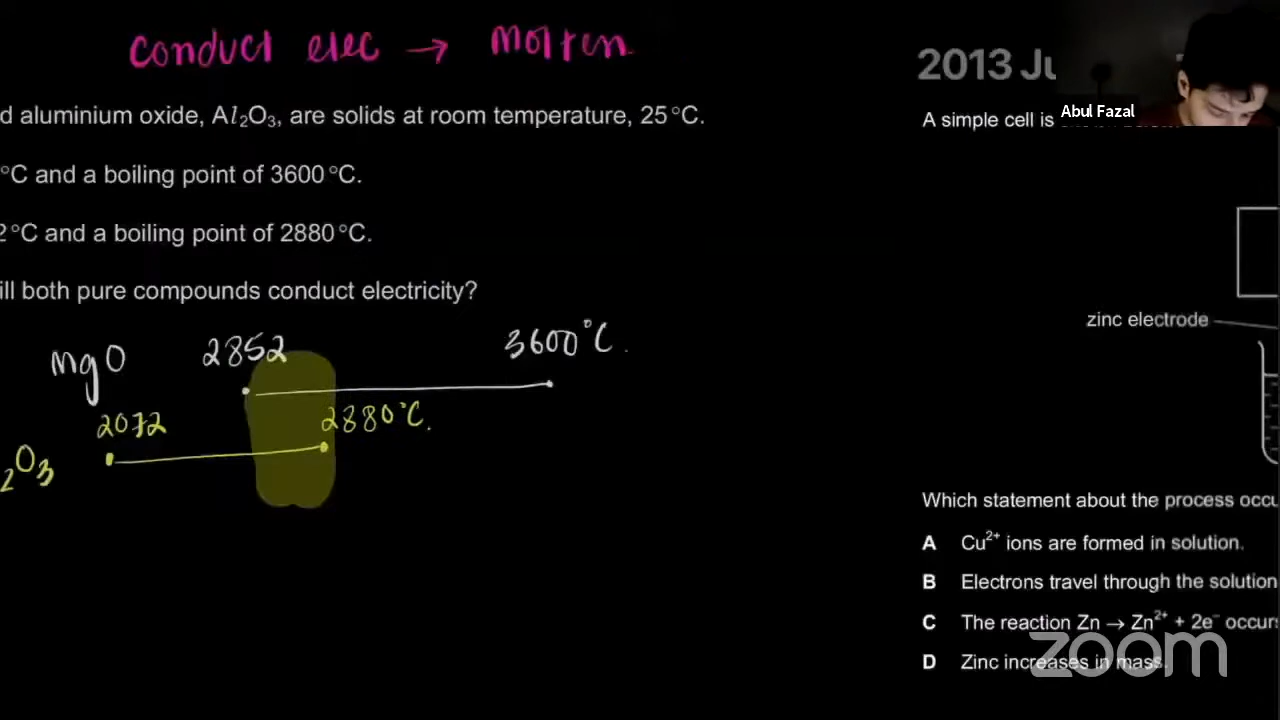 conduct elec → Molten
d aluminium oxide, Al₂O₃, are solids at room temperature, 25°C.
°C and a boiling point of 3600°C.
2°C and a boiling point of 2880°C.
ill both pure compounds conduct electricity?
MgO 2852 3600°C.
2072 2880°C.
₂O₃
2013 Ju
Abul Fazal
A simple cell is
zinc electrode
Which statement about the process occu
A Cu²⁺ ions are formed in solution.
B Electrons travel through the solution
C The reaction Zn → Zn²⁺ + 2e⁻ occurs
D Zinc increases in mass.
zoom